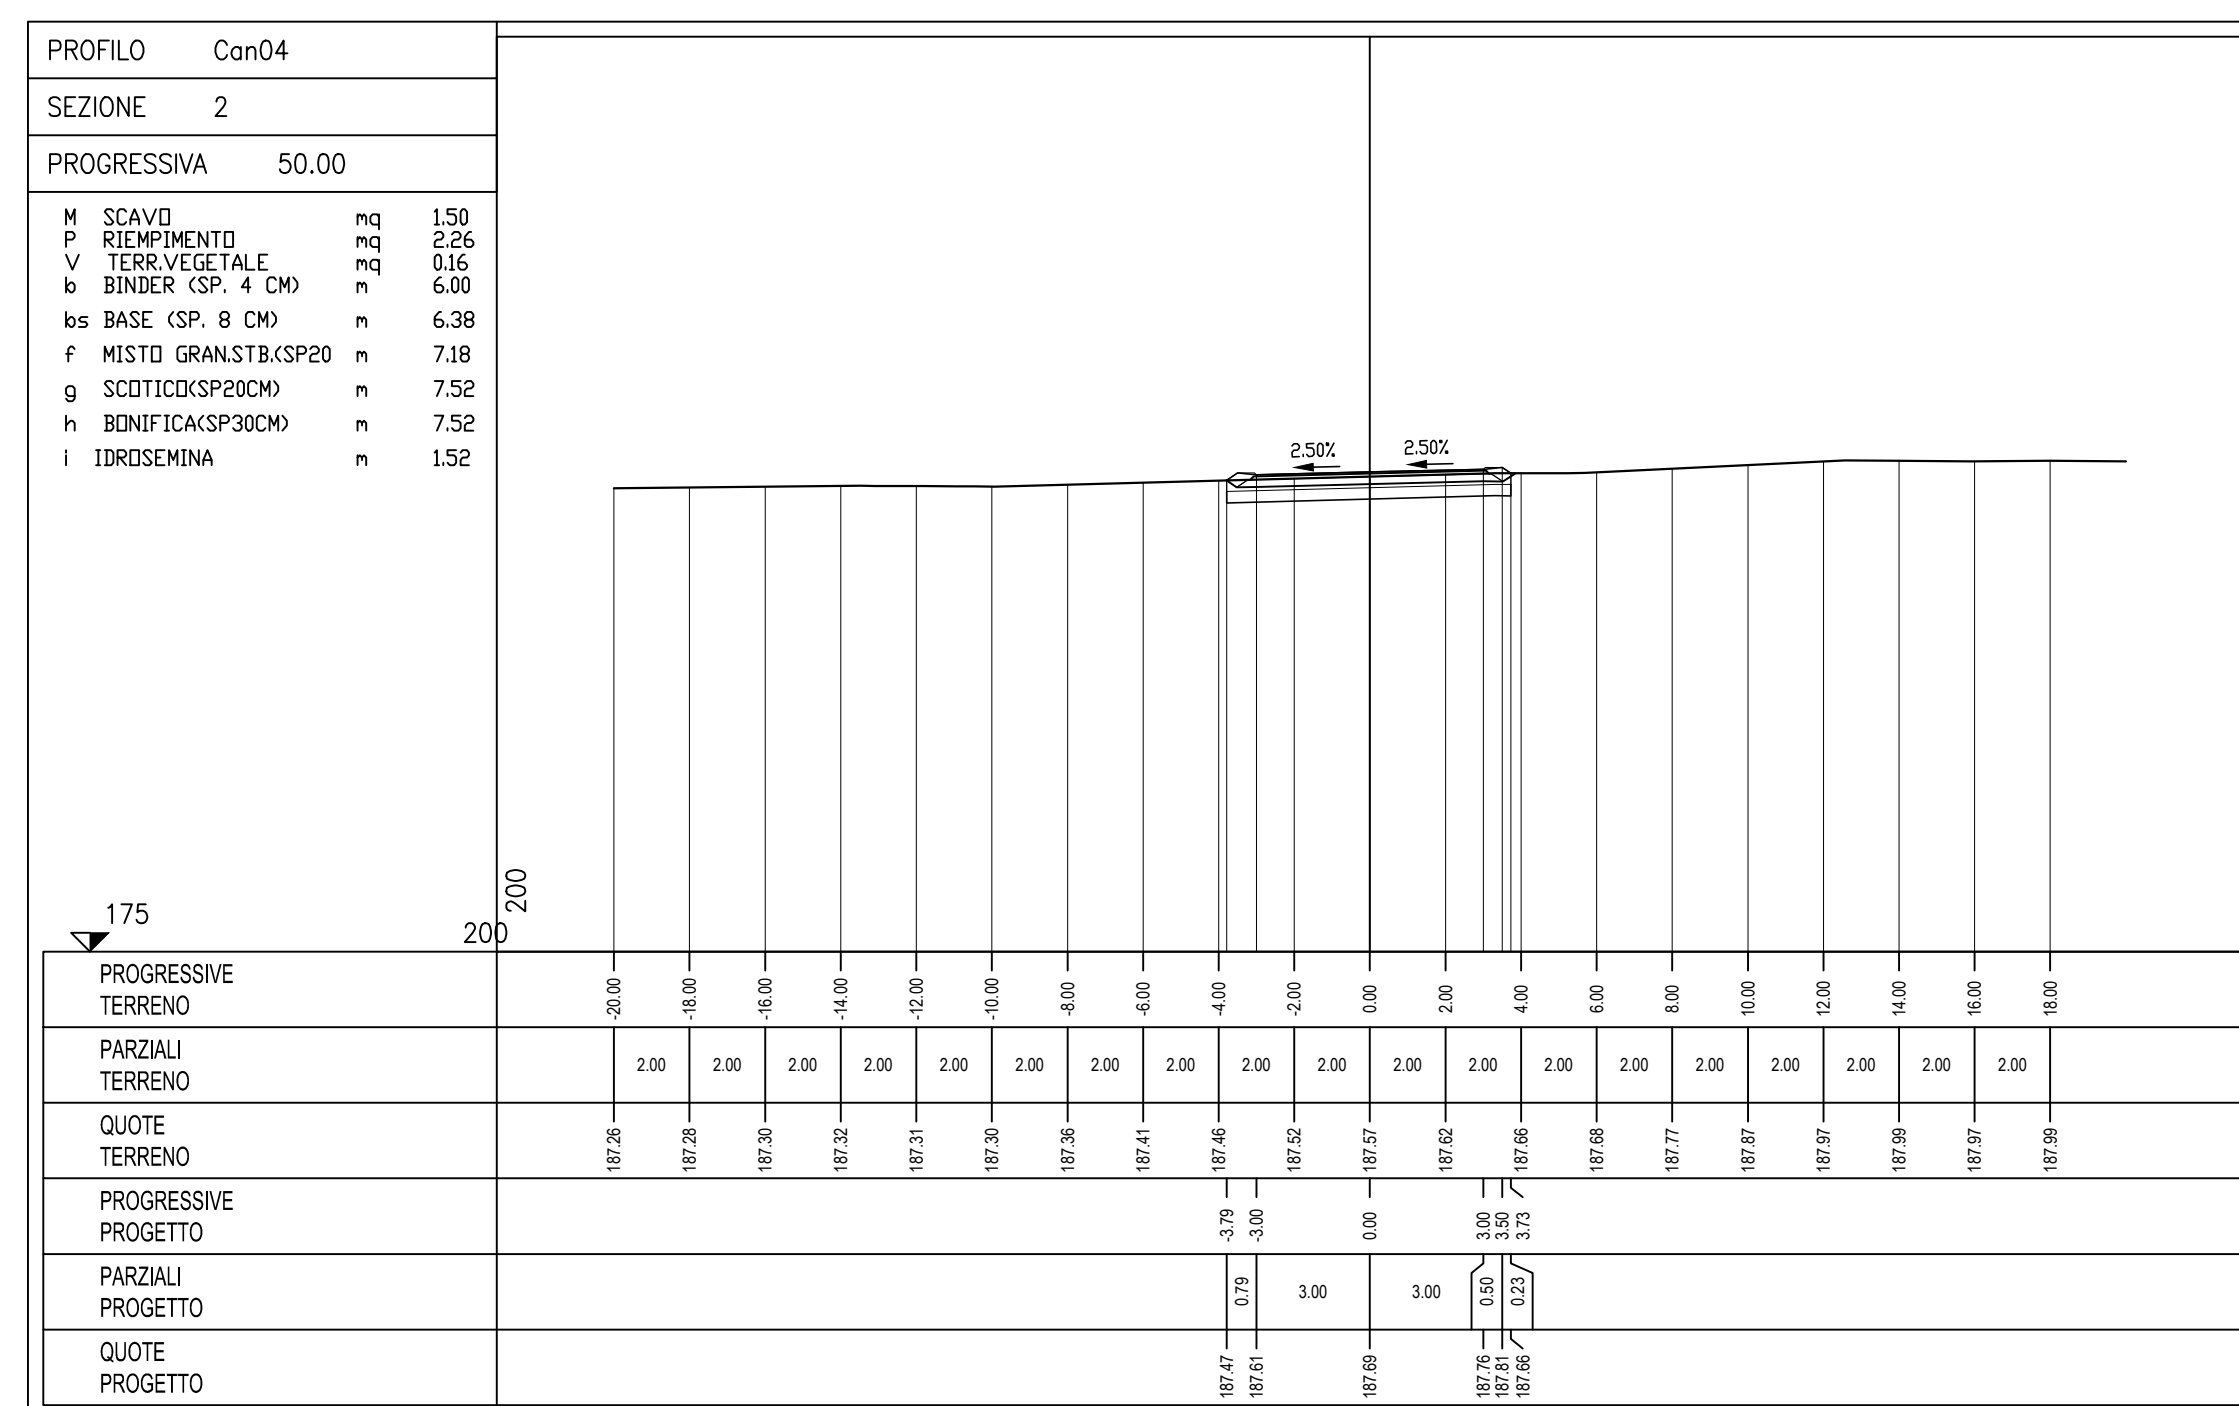 PROFILO Can04
SEZIONE 2
PROGRESSIVA 50.00
M SCAVO mq 1.50
P RIEMPIMENTO mq 2.26
V TERR.VEGETALE mq 0.16
b BINDER (SP. 4 CM) m 6.00
bs BASE (SP. 8 CM) m 6.38
f MISTO GRAN.STB.(SP20 m 7.18
g SCOTICO(SP20CM) m 7.52
h BONIFICA(SP30CM) m 7.52
i IDROSEMINA m 1.52
2.50% 2.50%
175
200
200
PROGRESSIVE
TERRENO
-20.00 -18.00 -16.00 -14.00 -12.00 -10.00 -8.00 -6.00 -4.00 -2.00 0.00 2.00 4.00 6.00 8.00 10.00 12.00 14.00 16.00 18.00
PARZIALI
TERRENO
2.00 2.00 2.00 2.00 2.00 2.00 2.00 2.00 2.00 2.00 2.00 2.00 2.00 2.00 2.00 2.00 2.00 2.00 2.00
QUOTE
TERRENO
187.26 187.28 187.30 187.32 187.31 187.30 187.36 187.41 187.46 187.52 187.57 187.62 187.66 187.68 187.77 187.87 187.97 187.99 187.97 187.99
PROGRESSIVE
PROGETTO
-3.79 -3.00 0.00 3.00 3.50 3.73
PARZIALI
PROGETTO
0.79 3.00 3.00 0.50 0.23
QUOTE
PROGETTO
187.47 187.61 187.69 187.76 187.81 187.66